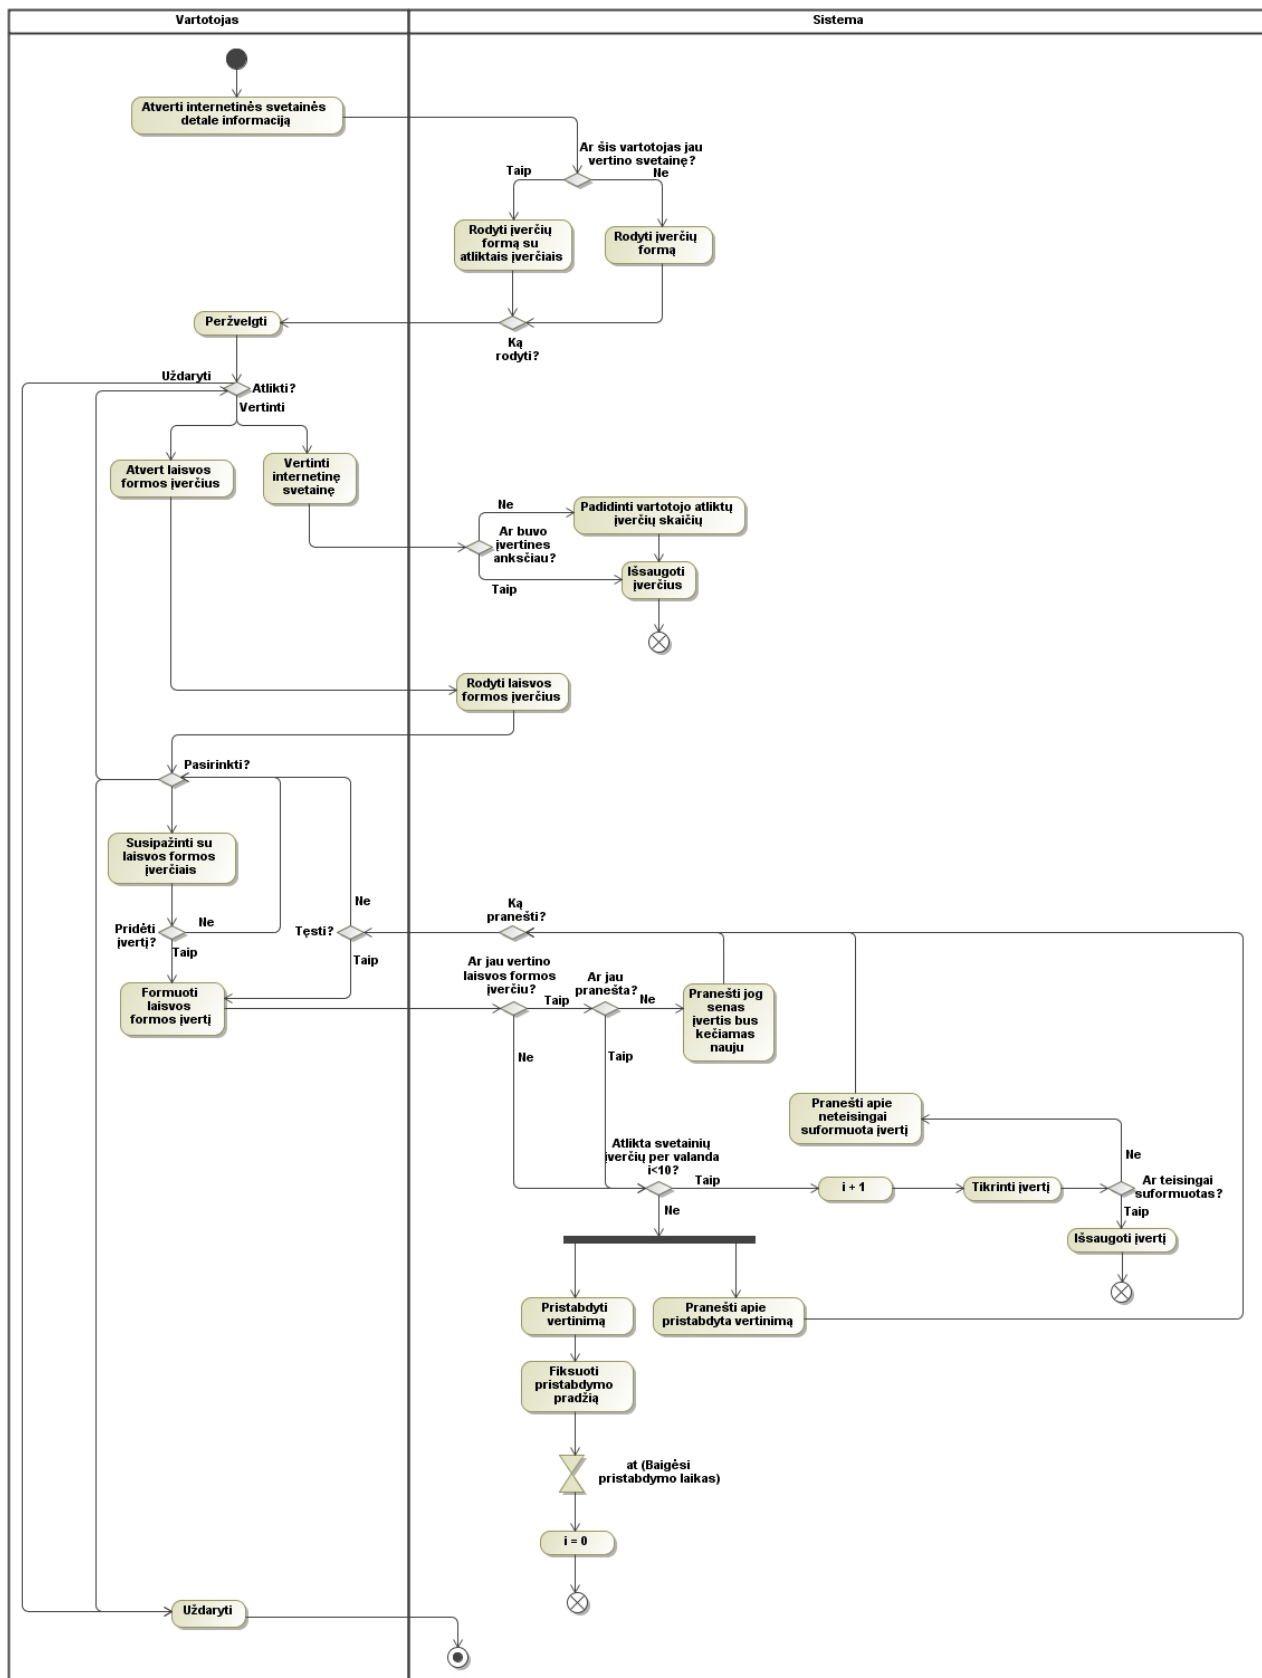 Vartotojas
Sistema
Atverti internetinės svetainės
detale informaciją
Ar šis vartotojas jau
vertino svetainę?
Taip
Ne
Rodyti įverčių
formą su
atliktais įverčiais
Rodyti įverčių
formą
Peržvelgti
Ką
rodyti?
Uždaryti
Atlikti?
Vertinti
Atvert laisvos
formos įverčius
Vertinti
internetinę
svetainę
Ne
Padidinti vartotojo atliktų
įverčių skaičių
Ar buvo
įvertines
anksčiau?
Išsaugoti
įverčius
Taip
Rodyti laisvos
formos įverčius
Pasirinkti?
Susipažinti su
laisvos formos
įverčiais
Pridėti
įvertį?
Ne
Taip
Ne
Tęsti?
Taip
Ką
pranešti?
Formuoti
laisvos
formos įvertį
Ar jau vertino
laisvos formos
įverčiu?
Taip
Ar jau
pranešta?
Ne
Pranešti jog
senas
įvertis bus
kečiamas
nauju
Ne
Taip
Pranešti apie
neteisingai
suformuota įvertį
Atlikta svetainių
įverčių per valanda
i<10?
Taip
i + 1
Tikrinti įvertį
Ne
Ar teisingai
suformuotas?
Taip
Išsaugoti įvertį
Ne
Pristabdyti
vertinimą
Pranešti apie
pristabdyta vertinimą
Fiksuoti
pristabdymo
pradžią
at (Baigėsi
pristabdymo laikas)
i = 0
Uždaryti